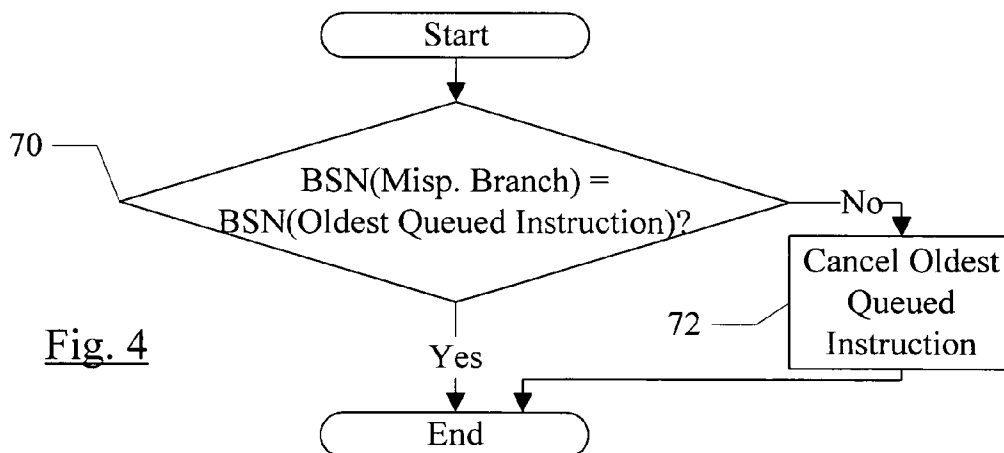 Start
70
BSN(Misp. Branch) =
BSN(Oldest Queued Instruction)?
No
Cancel Oldest
Queued
Instruction
72
Fig. 4
Yes
End